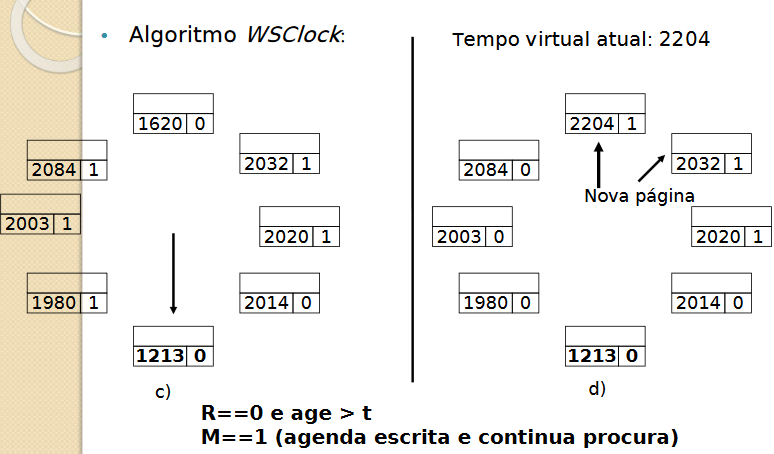 • Algoritmo WSClock:
Tempo virtual atual: 2204
1620 0
2032 1
2084 1
2003 1
2020 1
1980 1
2014 0
1213 0
c)
2204 1
2084 0
2032 1
Nova página
2003 0
2020 1
1980 0
2014 0
1213 0
d)
R==0 e age > t
M==1 (agenda escrita e continua procura)